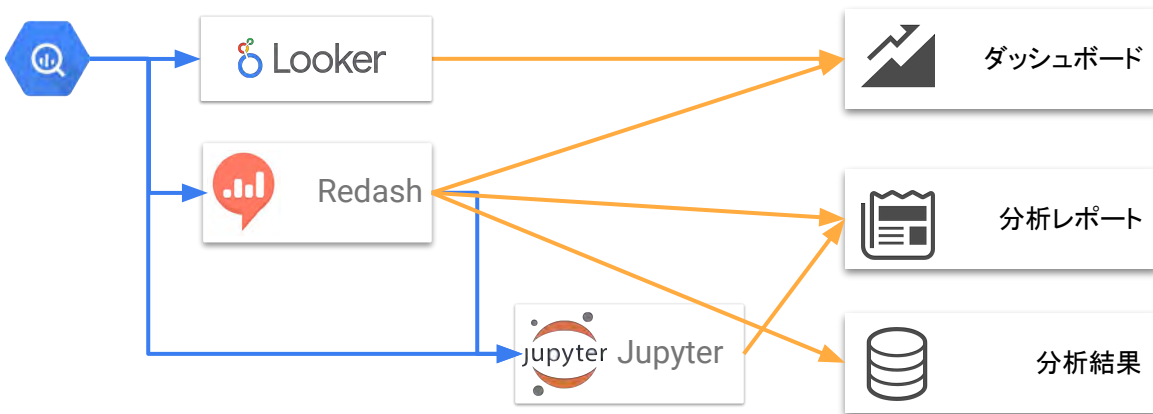 Looker
ダッシュボード
Redash
分析レポート
jupyter Jupyter
分析結果